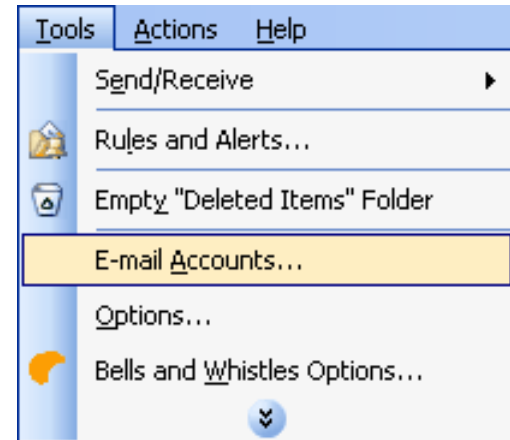 Tools Actions Help
Send/Receive
Rules and Alerts...
Empty "Deleted Items" Folder
E-mail Accounts...
Options...
Bells and Whistles Options...